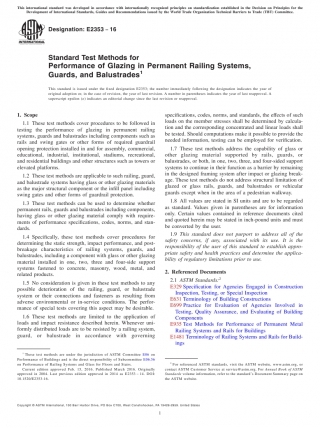 This international standard was developed in accordance with internationally recognized principles on standardization established in the Decision on Principles for the
Development of International Standards, Guides and Recommendations issued by the World Trade Organization Technical Barriers to Trade (TBT) Committee.
Designation: E2353 - 16
Standard Test Methods for
Performance of Glazing in Permanent Railing Systems,
Guards, and Balustrades1
This standard is issued under the fixed designation E2353; the number immediately following the designation indicates the year of
original adoption or, in the case of revision, the year of last revision. A number in parentheses indicates the year of last reapproval. A
superscript epsilon (ε) indicates an editorial change since the last revision or reapproval.
1. Scope
1.1 These test methods cover procedures to be followed in
testing the performance of glazing in permanent railing
systems, guards, and balustrades including components such as
rails and swing gates or other forms of required guardrail
opening protection installed in and for assembly, commercial,
educational, industrial, institutional, stadiums, recreational,
and residential buildings and other structures such as towers or
elevated platforms.
1.2 These test methods are applicable to such railing, guard,
and balustrade systems having glass or other glazing materials
as the major structural component or the infill panel including
swing gates and other forms of guardrail protection.
1.3 These test methods can be used to determine whether
permanent rails, guards and balustrades including components,
having glass or other glazing material comply with require-
ments of performance specifications, codes, norms, and stan-
dards.
1.4 Specifically, these test methods cover procedures for
determining the static strength, impact performance, and post-
breakage characteristics of railing systems, guards, and
balustrades, including a component with glass or other glazing
material installed in one, two, three and four-side support
systems fastened to concrete, masonry, wood, metal, and
related products.
1.5 No consideration is given in these test methods to any
possible deterioration of the railing, guard, or balustrade
system or their connections and fasteners as resulting from
adverse environmental or in-service conditions. The perfor-
mance of special tests covering this aspect may be desirable.
1.6 These test methods are limited to the application of
loads and impact resistance described herein. Whenever uni-
formly distributed loads are to be resisted by a railing system,
guard, or balustrade in accordance with governing
specifications, codes, norms, and standards, the effects of such
loads on the member stresses shall be determined by calcula-
tion and the corresponding concentrated and linear loads shall
be tested. Should computations make it possible to provide the
needed information, testing can be employed for verification.
1.7 These test methods address the capability of glass or
other glazing material supported by rails, guards, or
balustrades, or both, in one, two, three, and four-sided support
systems to continue in their function as a barrier by remaining
in the designed framing system after impact or glazing break-
age. These test methods do not address structural limitation of
glazed or glass rails, guards, and balustrades or vehicular
guards except when in the area of a pedestrian walkway.
1.8 All values are stated in SI units and are to be regarded
as standard. Values given in parentheses are for information
only. Certain values contained in reference documents cited
and quoted herein may be stated in inch-pound units and must
be converted by the user.
1.9 This standard does not purport to address all of the
safety concerns, if any, associated with its use. It is the
responsibility of the user of this standard to establish appro-
priate safety and health practices and determine the applica-
bility of regulatory limitations prior to use.
2. Referenced Documents
2.1 ASTM Standards:2
E329 Specification for Agencies Engaged in Construction
Inspection, Testing, or Special Inspection
E631 Terminology of Building Constructions
E699 Practice for Evaluation of Agencies Involved in
Testing, Quality Assurance, and Evaluating of Building
Components
E935 Test Methods for Performance of Permanent Metal
Railing Systems and Rails for Buildings
E1481 Terminology of Railing Systems and Rails for Build-
ings
1 These test methods are under the jurisdiction of ASTM Committee E06 on
Performance of Buildings and is the direct responsibility of Subcommittee E06.56
on Performance of Railing Systems and Glass for Floors and Stairs.
Current edition approved Feb. 15, 2016. Published March 2016. Originally
approved in 2004. Last previous edition approved in 2014 as E2353 – 14. DOI:
10.1520/E2353-16.
2 For referenced ASTM standards, visit the ASTM website, www.astm.org, or
contact ASTM Customer Service at service@astm.org. For Annual Book of ASTM
Standards volume information, refer to the standard's Document Summary page on
the ASTM website.
Copyright © ASTM International, 100 Barr Harbor Drive, PO Box C700, West Conshohocken, PA 19428-2959. United States
1